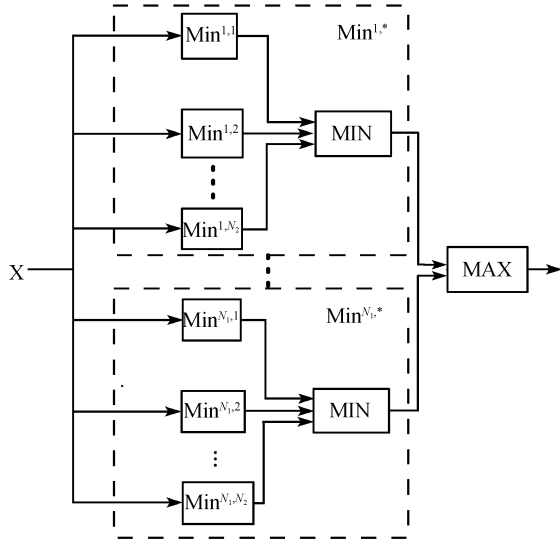 Min^{1,1}
Min^{1,*}
Min^{1,2}
MIN
Min^{1,N_2}
X
MAX
Min^{N_1,1}
Min^{N_1,*}
Min^{N_1,2}
MIN
Min^{N_1,N_2}